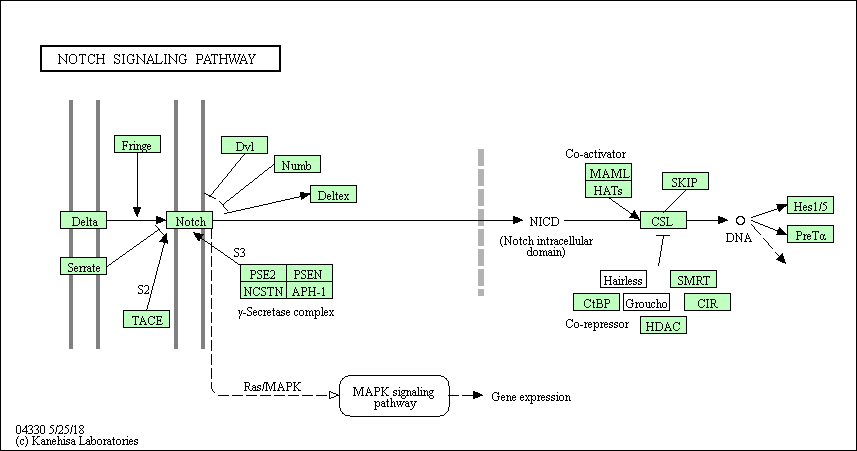 NOTCH SIGNALING PATHWAY
Fringe
Dvl
Numb
Deltex
Delta
Notch
Serrate
S2
TACE
S3
PSE2 PSEN
NCSTN APH-1
γ-Secretase complex
NICD
(Notch intracellular
domain)
Co-activator
MAML
HATs
SKIP
CSL
DNA
Hes1/5
PreTα
Hairless
SMRT
CtBP
Groucho
CIR
Co-repressor
HDAC
Ras/MAPK
MAPK signaling
pathway
Gene expression
04330 5/25/18
(c) Kanehisa Laboratories